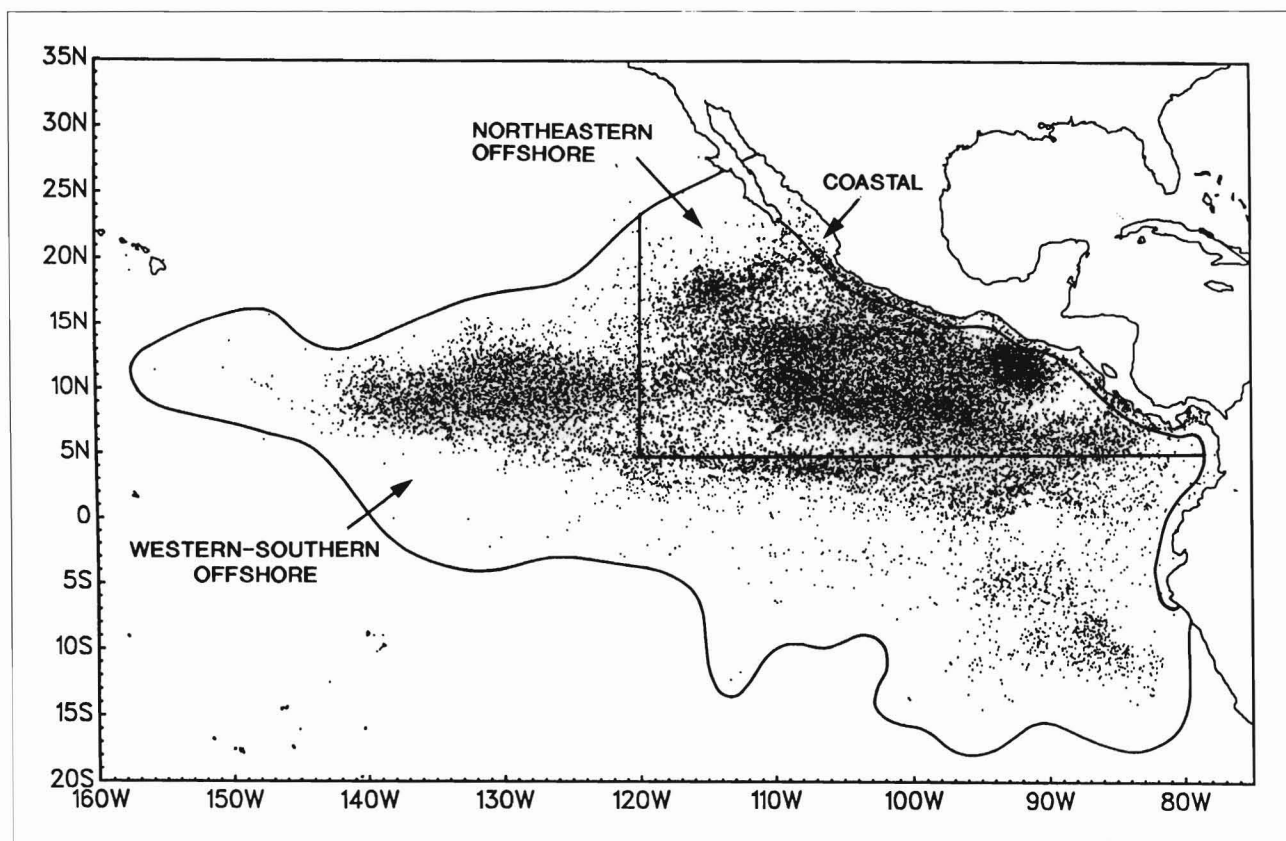 35N
30N
25N
20N
15N
10N
5N
0
5S
10S
15S
20S
160W 150W 140W 130W 120W 110W 100W 90W 80W
NORTHEASTERN
OFFSHORE
COASTAL
WESTERN-SOUTHERN
OFFSHORE